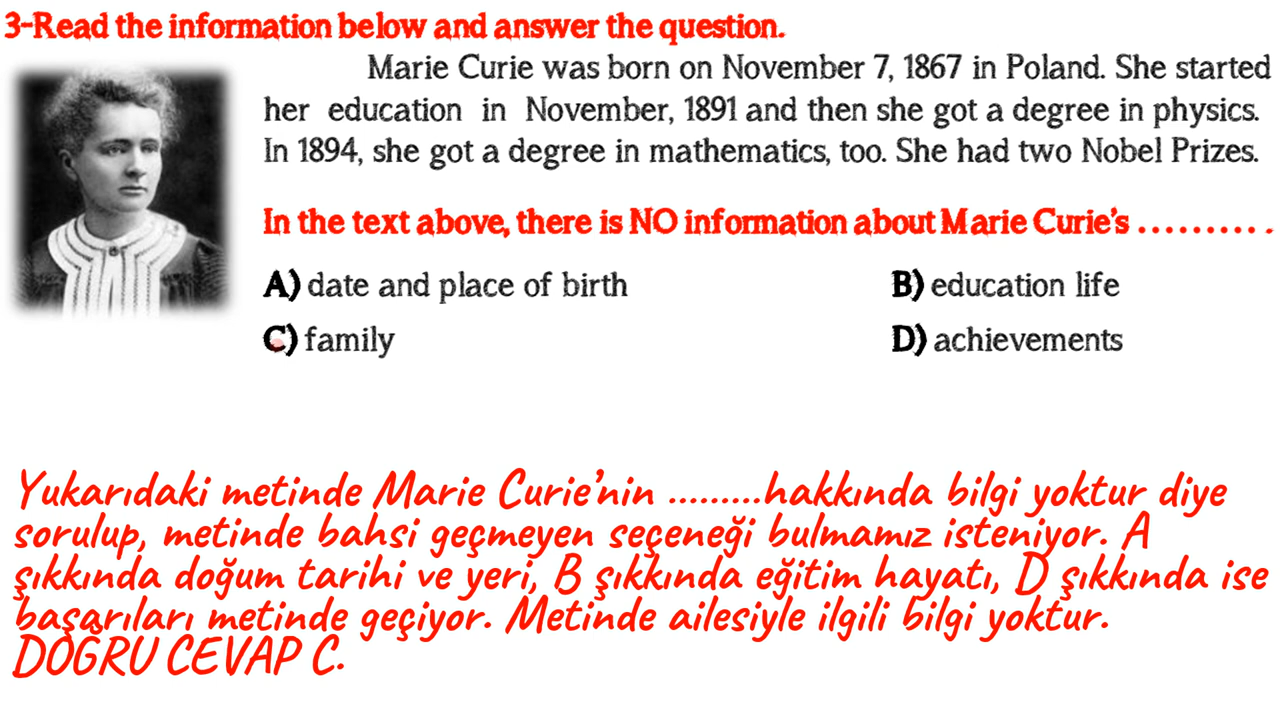 3-Read the information below and answer the question.
Marie Curie was born on November 7, 1867 in Poland. She started
her education in November, 1891 and then she got a degree in physics.
In 1894, she got a degree in mathematics, too. She had two Nobel Prizes.
In the text above, there is NO information about Marie Curie's .......... .
A) date and place of birth
B) education life
C) family
D) achievements
Yukarıdaki metinde Marie Curie'nin .........hakkında bilgi yoktur diye
sorulup, metinde bahsi geçmeyen seçeneği bulmamız isteniyor. A
şıkkında doğum tarihi ve yeri, B şıkkında eğitim hayatı, D şıkkında ise
başarıları metinde geçiyor. Metinde ailesiyle ilgili bilgi yoktur.
DOĞRU CEVAP C.